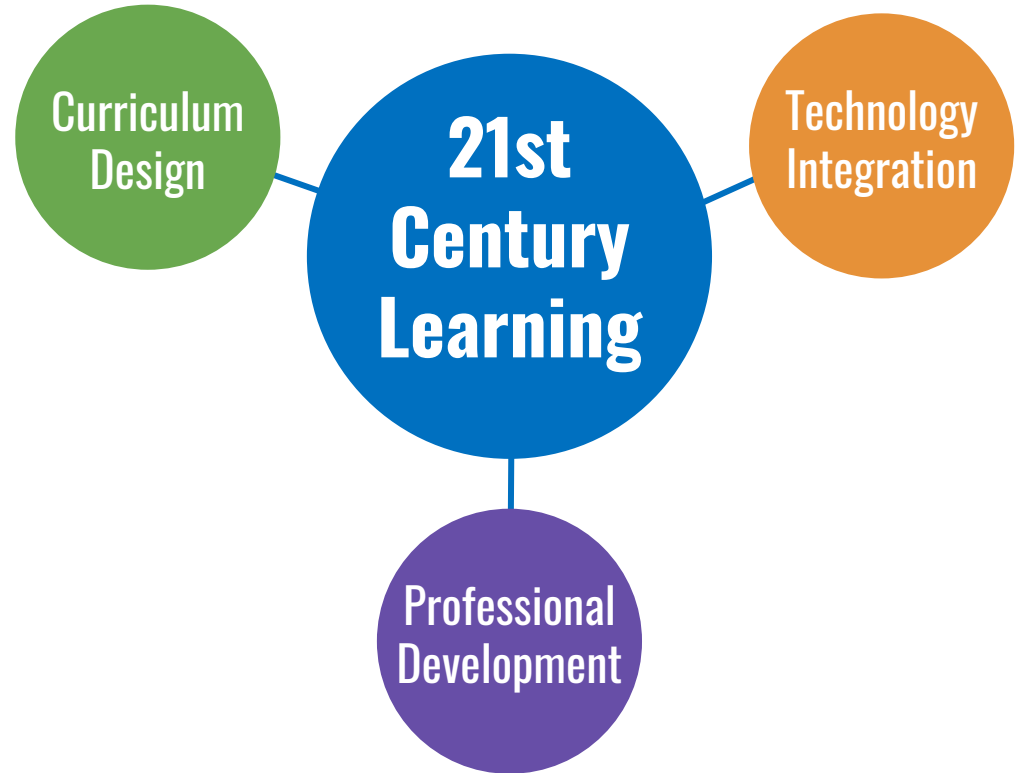 Curriculum
Design
21st
Century
Learning
Technology
Integration
Professional
Development